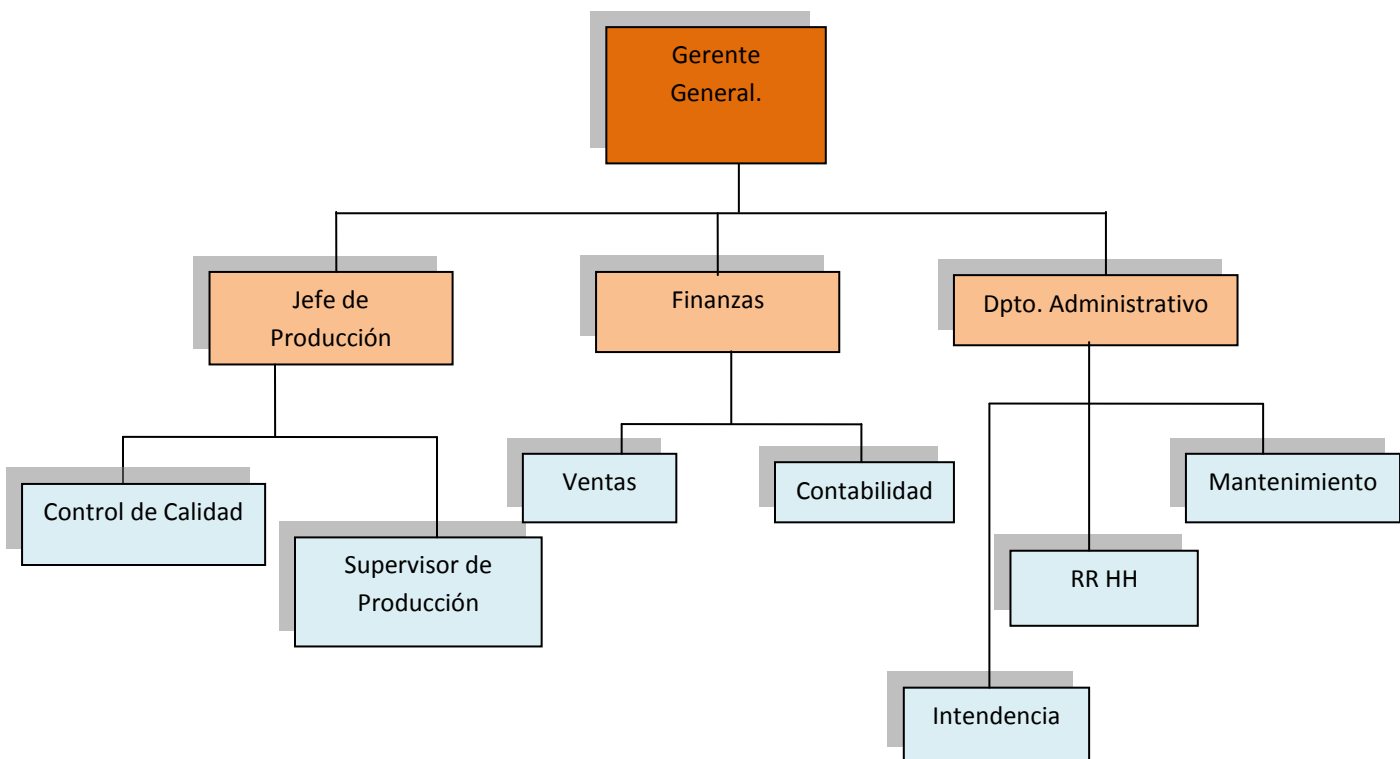 Gerente
General.
Jefe de
Producción
Finanzas
Dpto. Administrativo
Control de Calidad
Supervisor de
Producción
Ventas
Contabilidad
Mantenimiento
RR HH
Intendencia